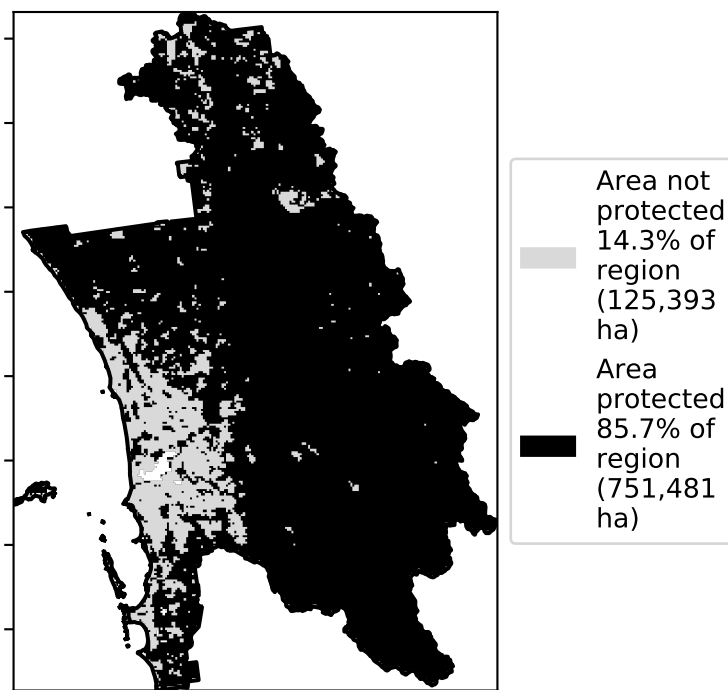 Area not
protected
14.3% of
region
(125,393
ha)
Area
protected
85.7% of
region
(751,481
ha)